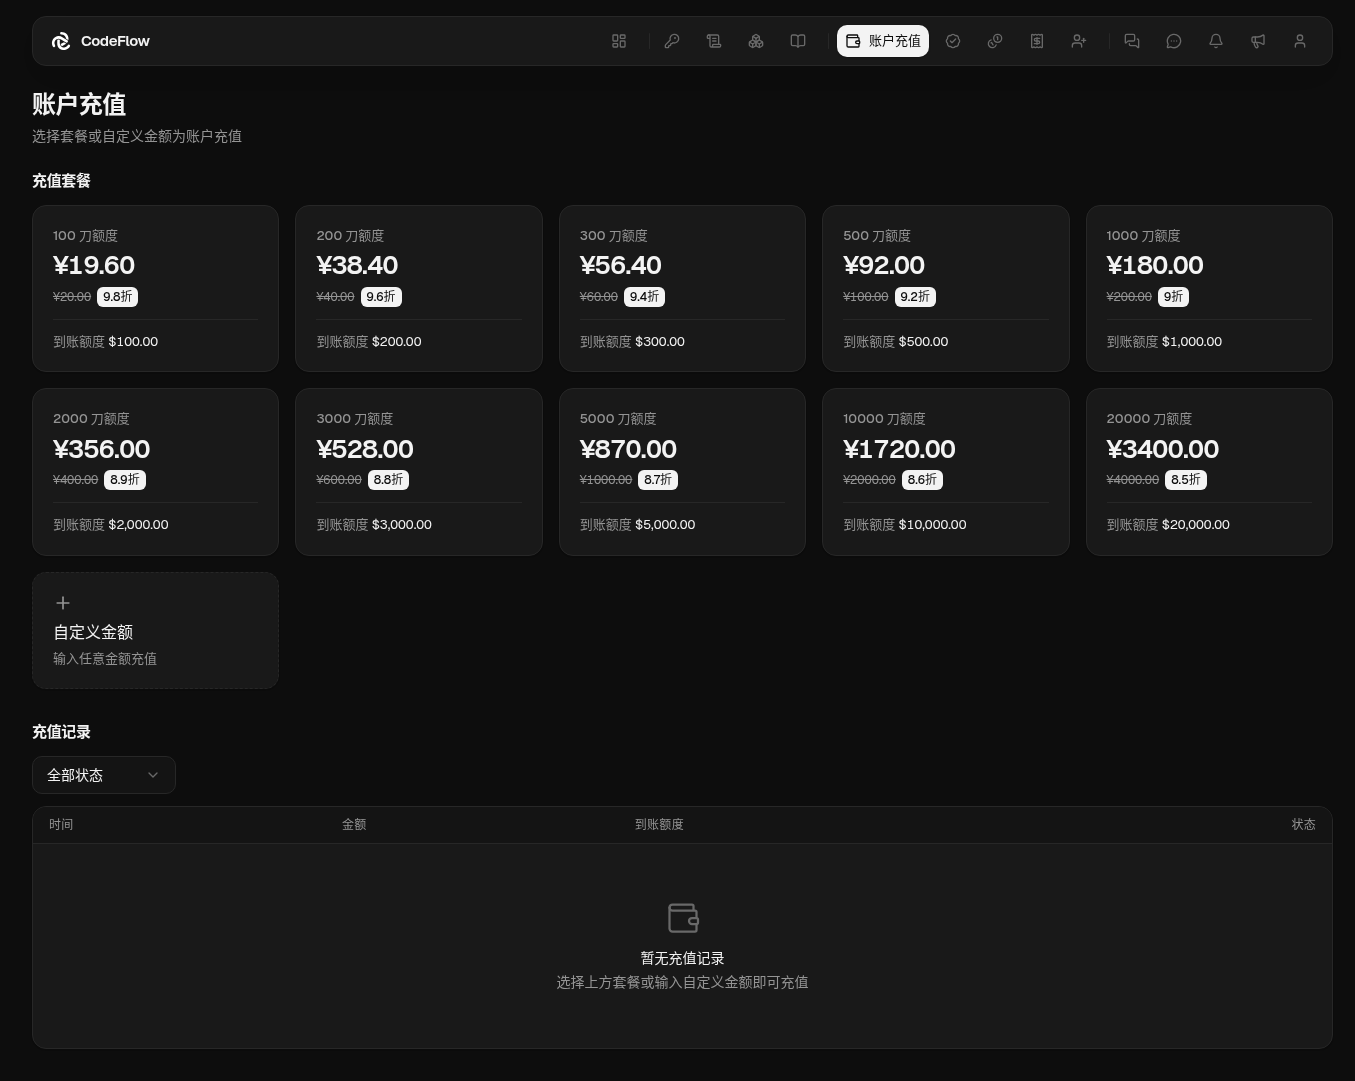 CodeFlow
账户充值
账户充值
选择套餐或自定义金额为账户充值
充值套餐
100 刀额度
¥19.60
¥20.00 9.8折
到账额度 $100.00
200 刀额度
¥38.40
¥40.00 9.6折
到账额度 $200.00
300 刀额度
¥56.40
¥60.00 9.4折
到账额度 $300.00
500 刀额度
¥92.00
¥100.00 9.2折
到账额度 $500.00
1000 刀额度
¥180.00
¥200.00 9折
到账额度 $1,000.00
2000 刀额度
¥356.00
¥400.00 8.9折
到账额度 $2,000.00
3000 刀额度
¥528.00
¥600.00 8.8折
到账额度 $3,000.00
5000 刀额度
¥870.00
¥1000.00 8.7折
到账额度 $5,000.00
10000 刀额度
¥1720.00
¥2000.00 8.6折
到账额度 $10,000.00
20000 刀额度
¥3400.00
¥4000.00 8.5折
到账额度 $20,000.00
自定义金额
输入任意金额充值
充值记录
全部状态
时间 金额 到账额度 状态
暂无充值记录
选择上方套餐或输入自定义金额即可充值